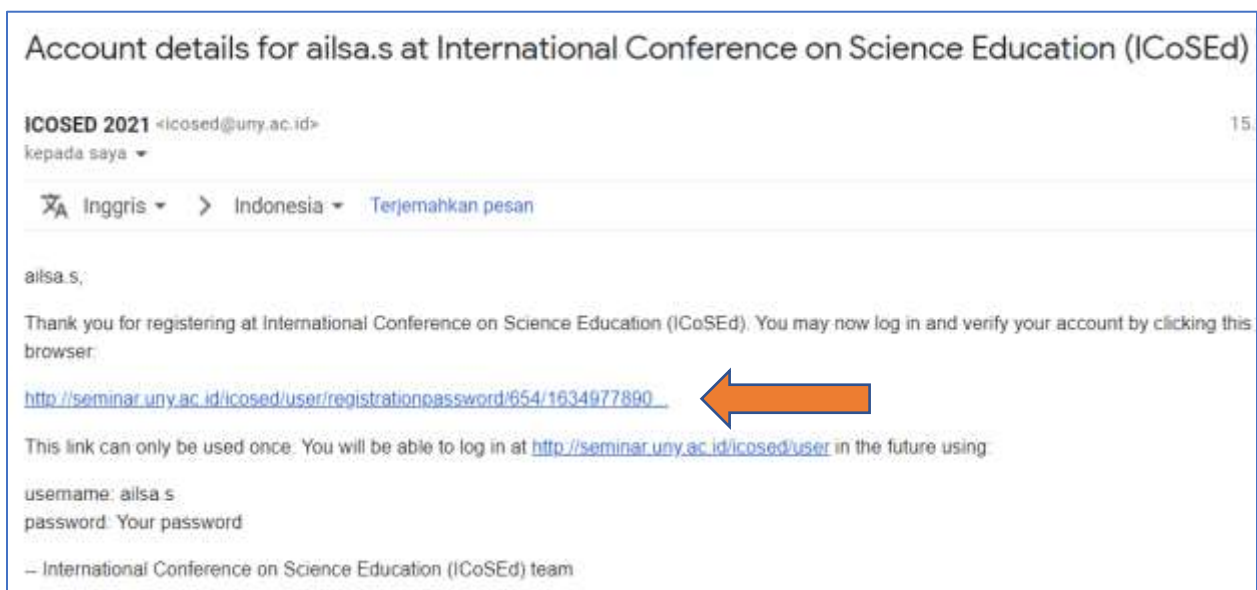 Account details for ailsa.s at International Conference on Science Education (ICoSEd)
ICOSED 2021 <icosed@uny.ac.id>
15.
kepada saya
Inggris > Indonesia Terjemahkan pesan
ailsa.s,
Thank you for registering at International Conference on Science Education (ICoSEd). You may now log in and verify your account by clicking this
browser:
http://seminar.uny.ac.id/icosed/user/registrationpassword/654/1634977890...
This link can only be used once. You will be able to log in at http://seminar.uny.ac.id/icosed/user in the future using:
username: ailsa.s
password: Your password
-- International Conference on Science Education (ICoSEd) team